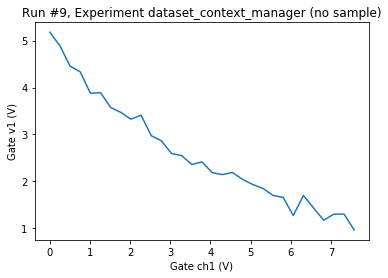 Run #9, Experiment dataset_context_manager (no sample)
5
4
3
2
1
Gate v1 (V)
0 1 2 3 4 5 6 7
Gate ch1 (V)